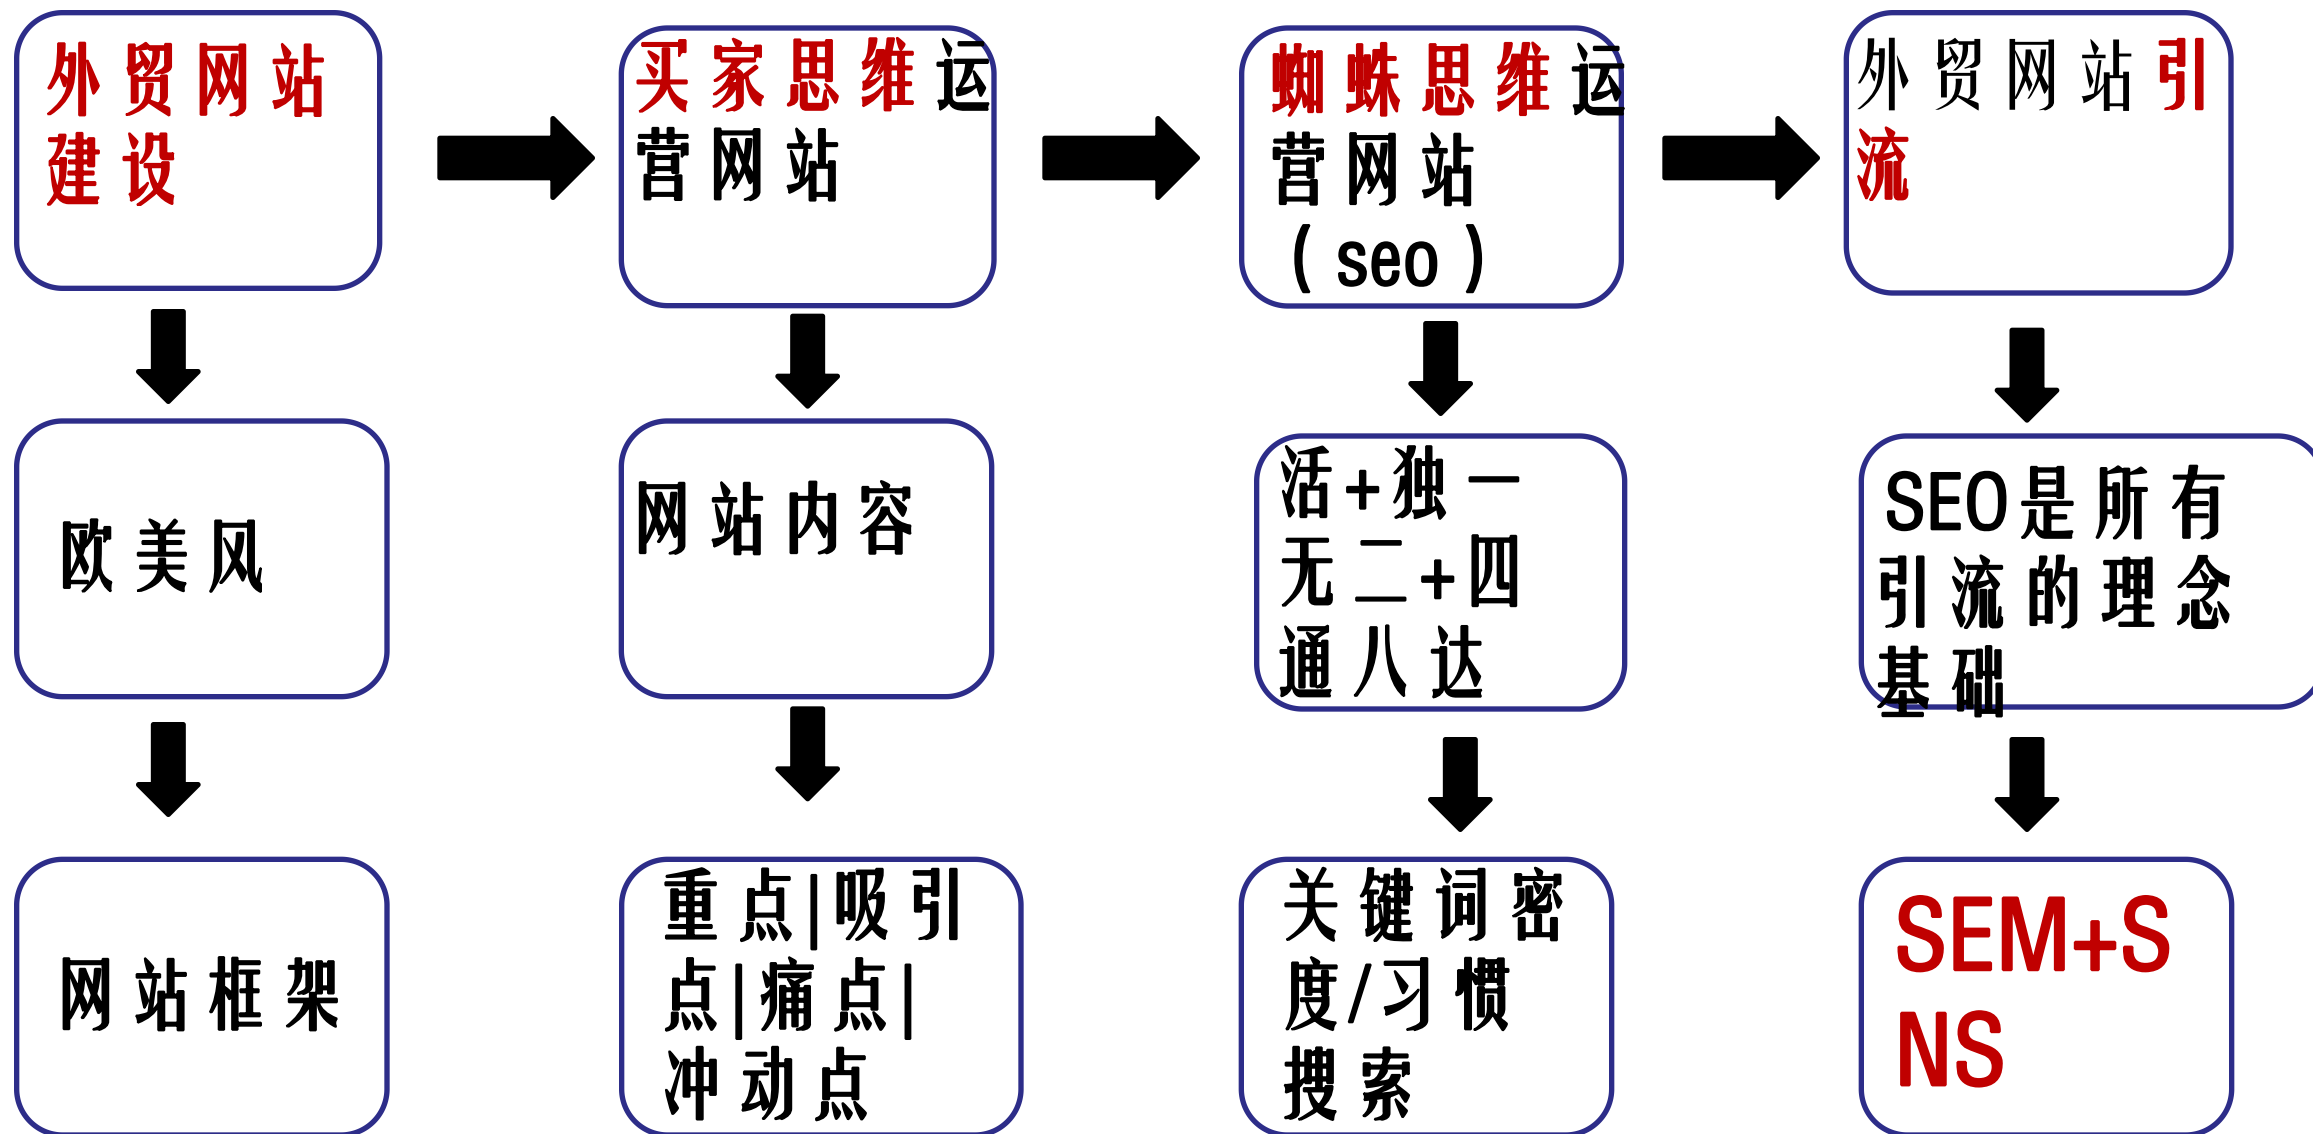 外贸网站
建设
买家思维运
营网站
蜘蛛思维运
营网站
（seo）
外贸网站引
流
欧美风
网站内容
活+独一
无二+四
通八达
SEO是所有
引流的理念
基础
网站框架
重点|吸引
点|痛点|
冲动点
关键词密
度/习惯
搜索
SEM+S
NS